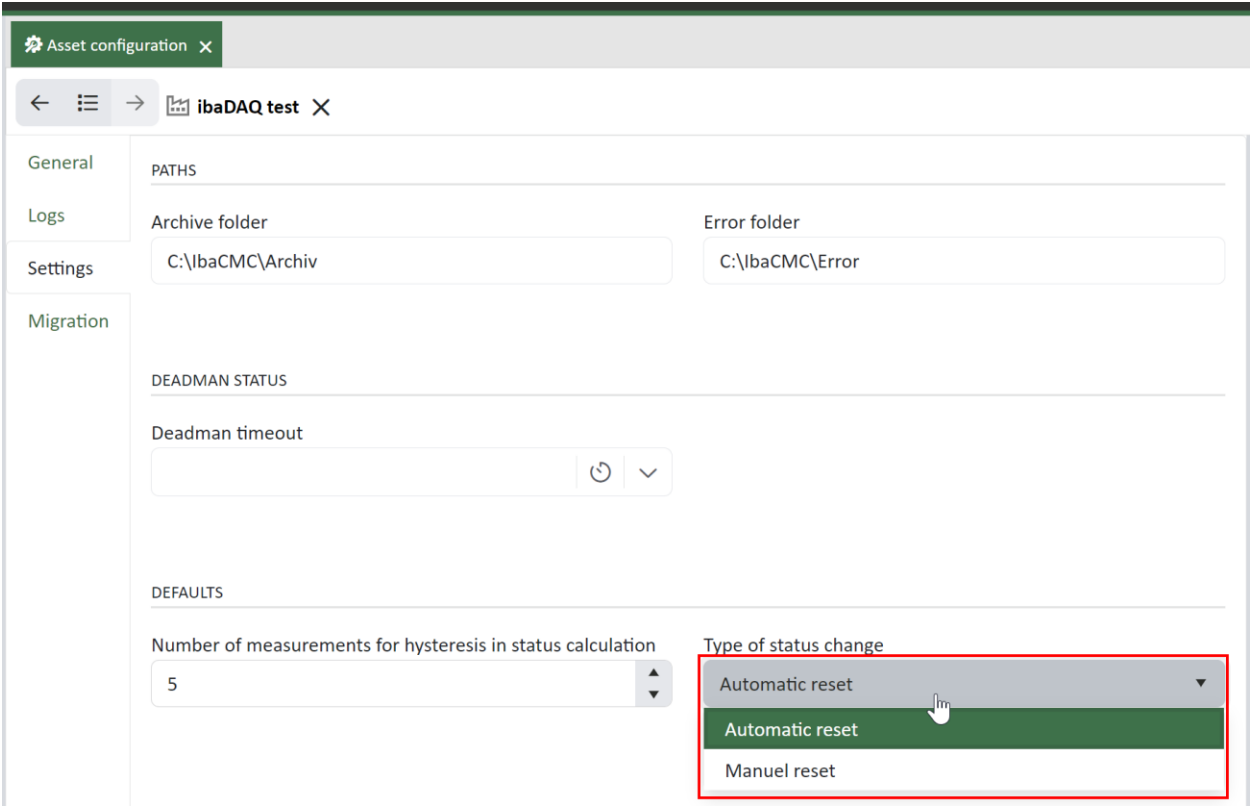 Asset configuration
ibaDAQ test
General
Logs
Settings
Migration
PATHS
Archive folder
Error folder
C:\IbaCMC\Archiv
C:\IbaCMC\Error
DEADMAN STATUS
Deadman timeout
DEFAULTS
Number of measurements for hysteresis in status calculation
Type of status change
5
Automatic reset
Automatic reset
Manuel reset